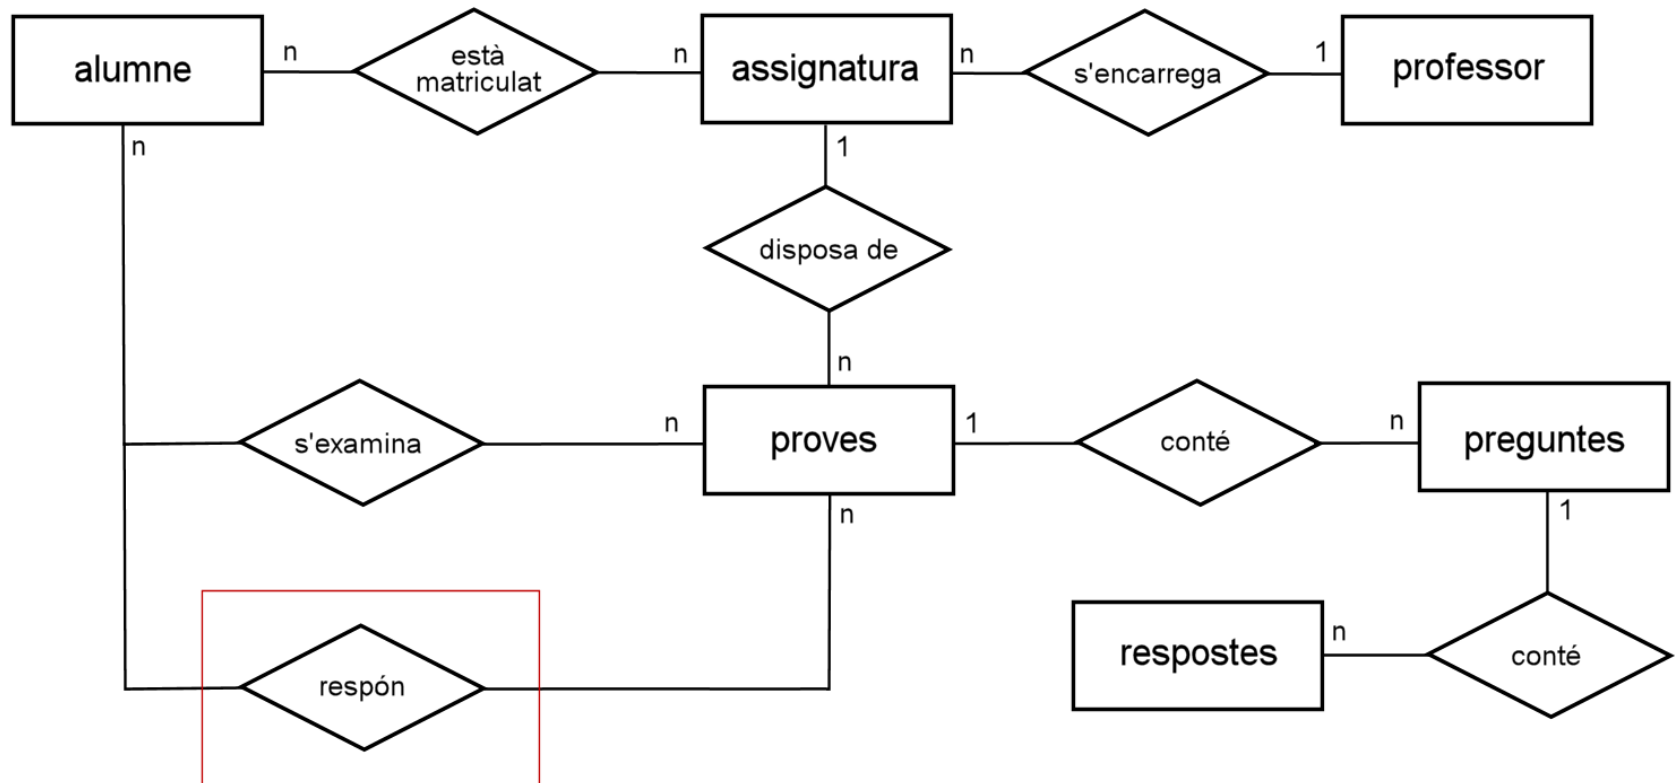 alumne
n
està
matriculat
n
assignatura
n
s'encarrega
1
professor
n
1
disposa de
n
s'examina
n
proves
1
conté
n
preguntes
n
1
respón
respostes
n
conté